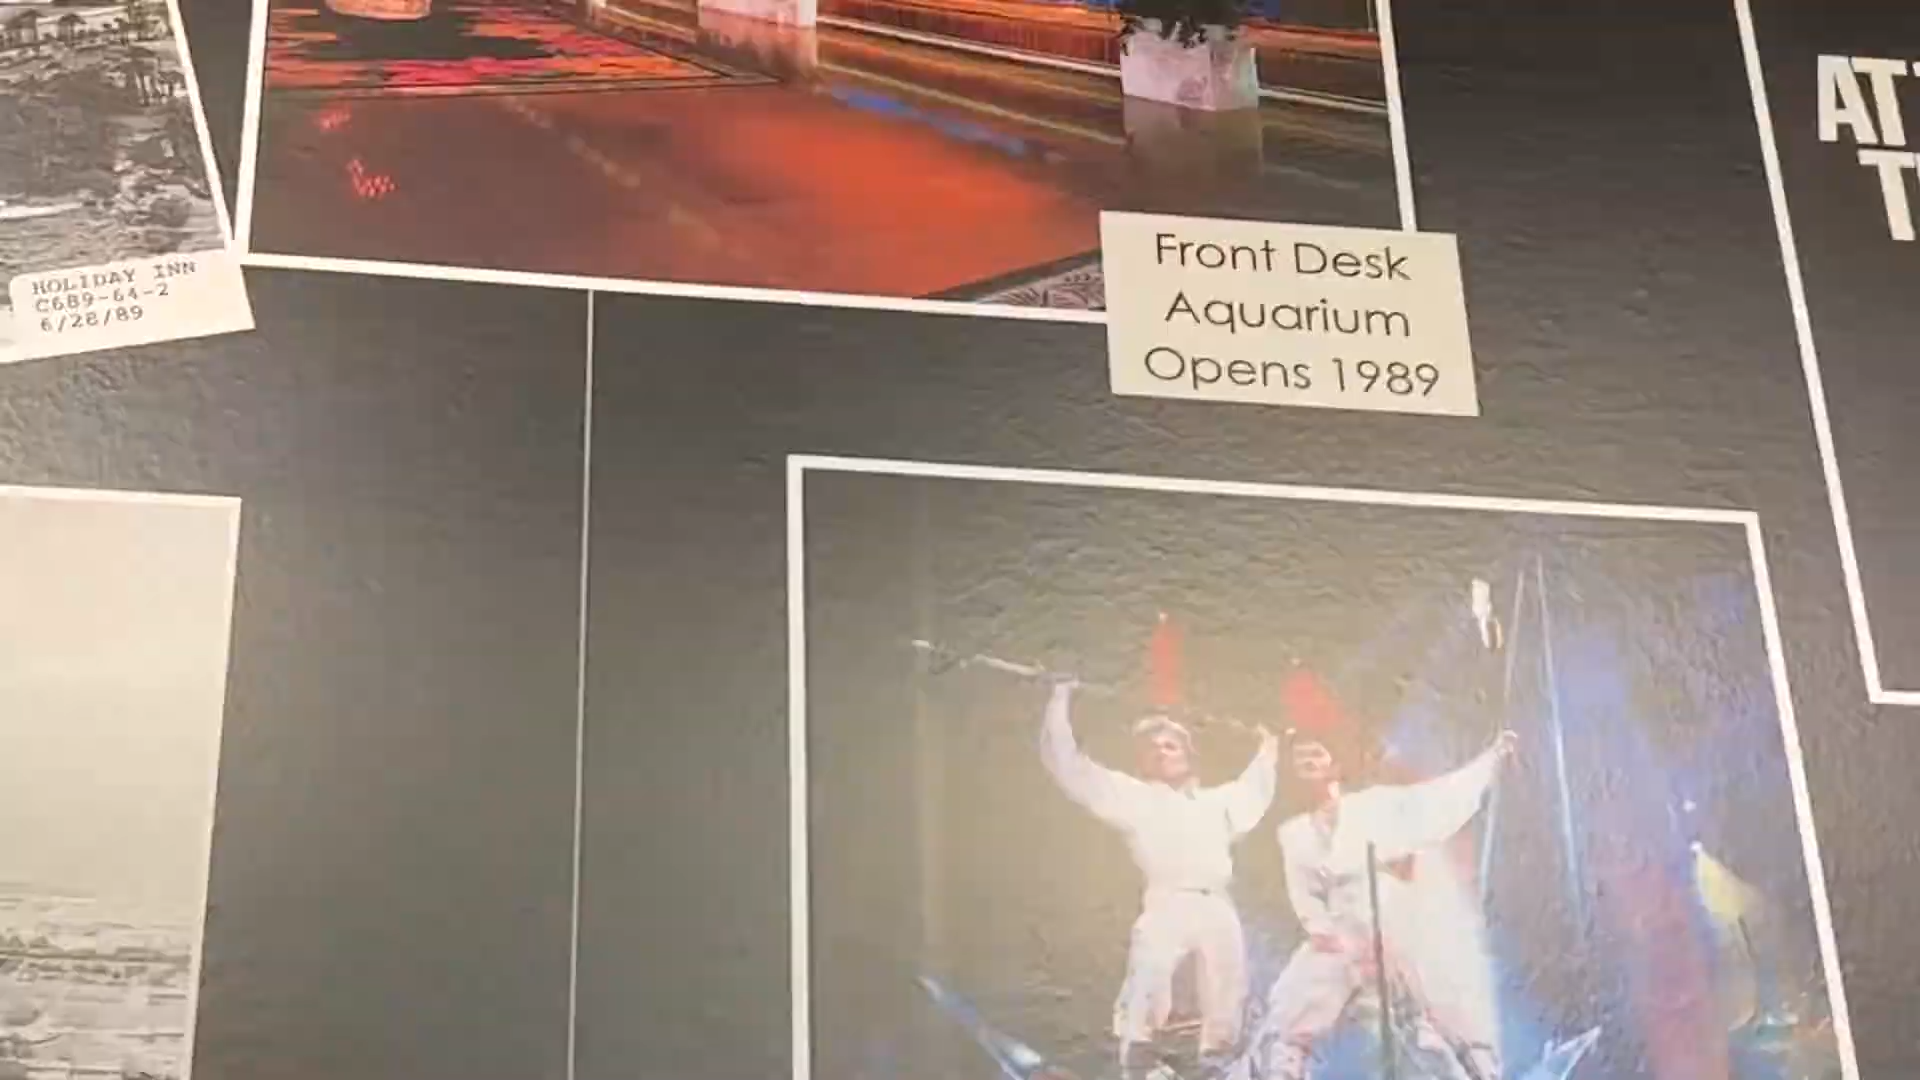 HOLIDAY INN
C689-64-2
6/28/89
Front Desk
Aquarium
Opens 1989